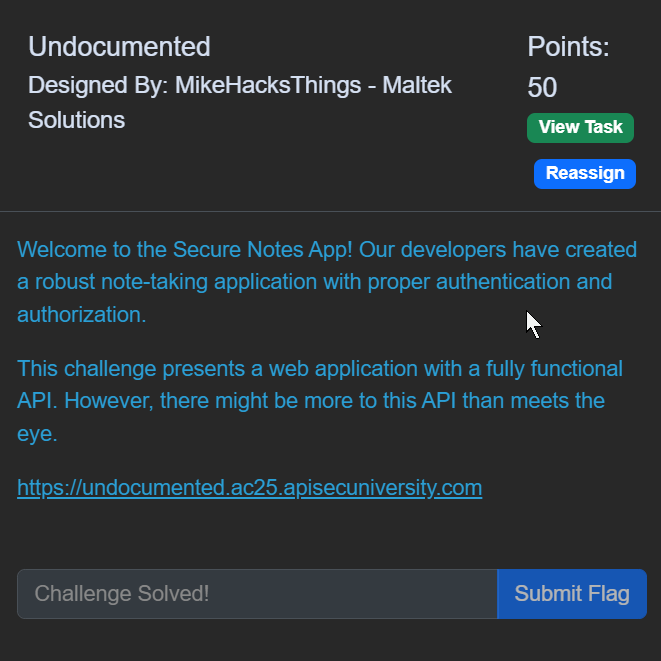 Undocumented
Designed By: MikeHacksThings - Maltek
Solutions
Points:
50
View Task
Reassign
Welcome to the Secure Notes App! Our developers have created
a robust note-taking application with proper authentication and
authorization.
This challenge presents a web application with a fully functional
API. However, there might be more to this API than meets the
eye.
https://undocumented.ac25.apisecuniversity.com
Challenge Solved!
Submit Flag